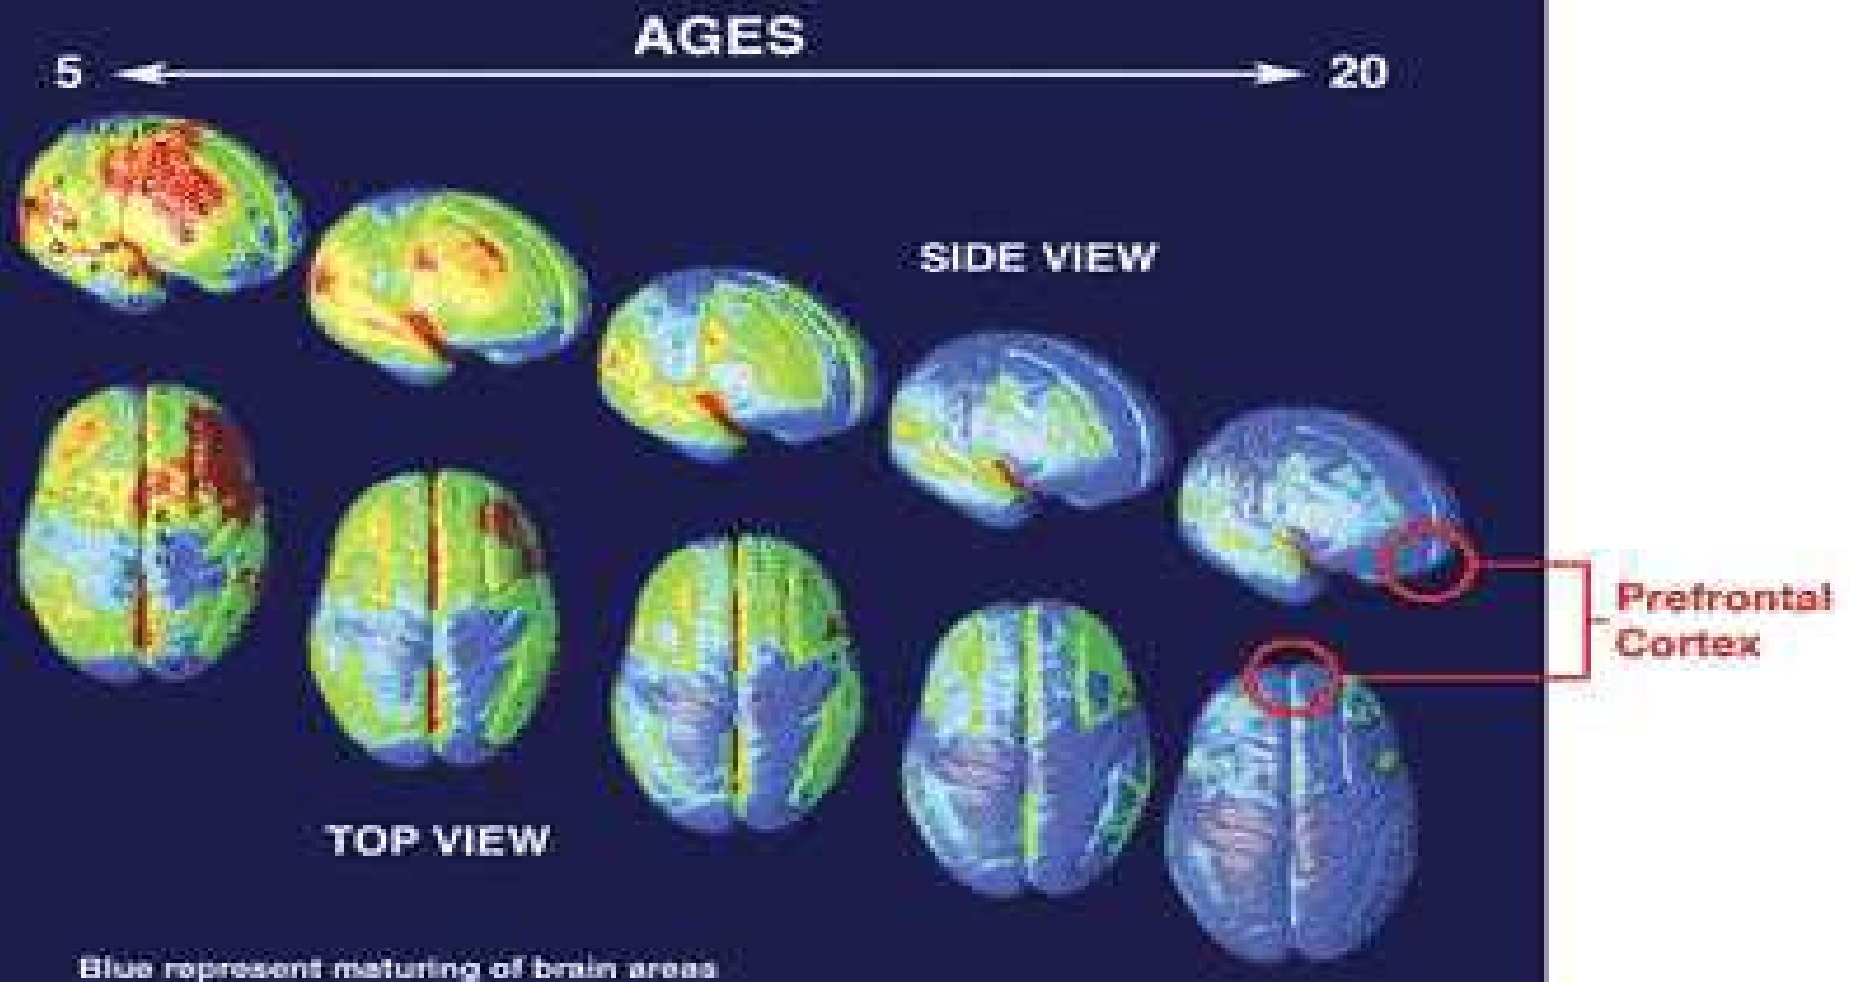 AGES
5 20
SIDE VIEW
Prefrontal
Cortex
TOP VIEW
Blue represent maturing of brain areas